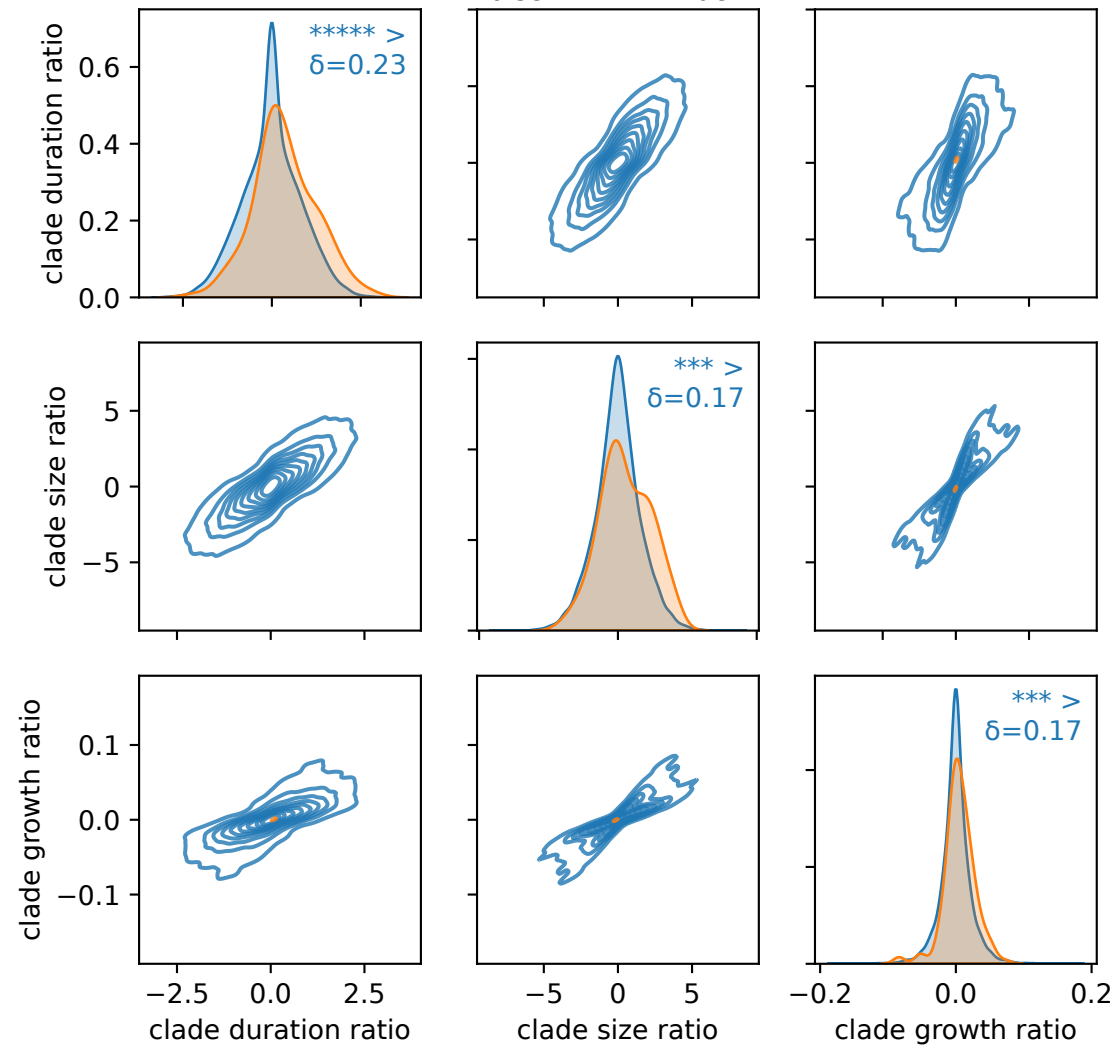 clade duration ratio
0.6
0.4
0.2
0.0
***** >
δ=0.23
clade size ratio
5
0
−5
*** >
δ=0.17
clade growth ratio
0.1
0.0
−0.1
*** >
δ=0.17
−2.5 0.0 2.5
−5 0 5
−0.2 0.0 0.2
clade duration ratio
clade size ratio
clade growth ratio